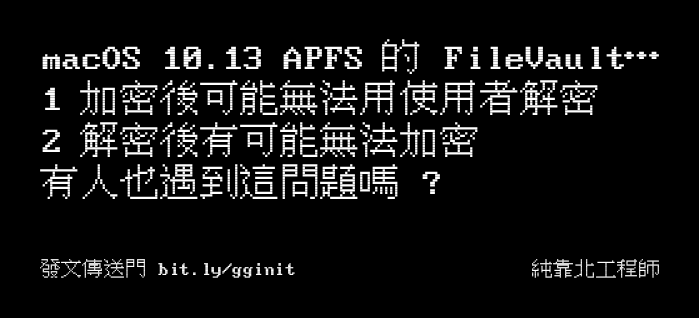 macOS 10.13 APFS 的 FileVault…
1 加密後可能無法用使用者解密
2 解密後有可能無法加密
有人也遇到這問題嗎 ?
發文傳送門 bit.ly/gginit
純靠北工程師